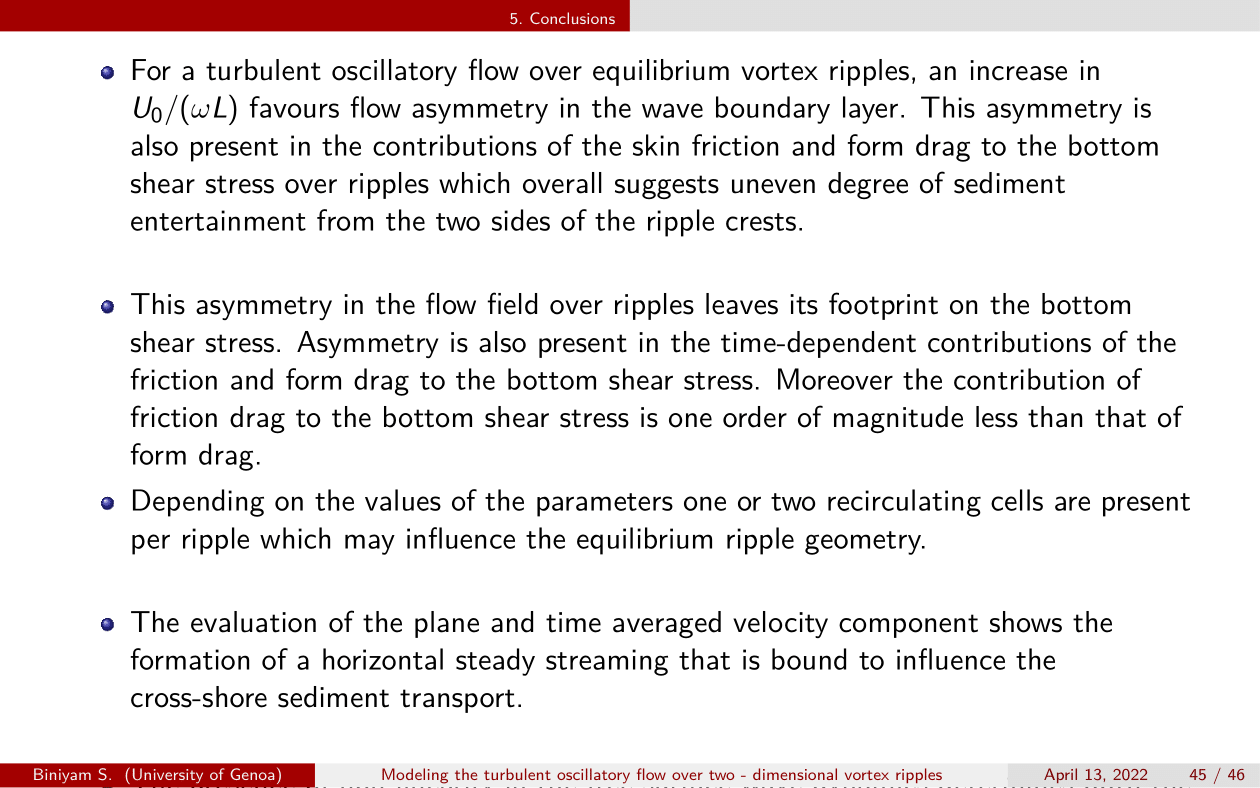 5. Conclusions
For a turbulent oscillatory flow over equilibrium vortex ripples, an increase in
U₀/(ωL) favours flow asymmetry in the wave boundary layer. This asymmetry is
also present in the contributions of the skin friction and form drag to the bottom
shear stress over ripples which overall suggests uneven degree of sediment
entertainment from the two sides of the ripple crests.
This asymmetry in the flow field over ripples leaves its footprint on the bottom
shear stress. Asymmetry is also present in the time-dependent contributions of the
friction and form drag to the bottom shear stress. Moreover the contribution of
friction drag to the bottom shear stress is one order of magnitude less than that of
form drag.
Depending on the values of the parameters one or two recirculating cells are present
per ripple which may influence the equilibrium ripple geometry.
The evaluation of the plane and time averaged velocity component shows the
formation of a horizontal steady streaming that is bound to influence the
cross-shore sediment transport.
Biniyam S. (University of Genoa) Modeling the turbulent oscillatory flow over two - dimensional vortex ripples April 13, 2022 45 / 46